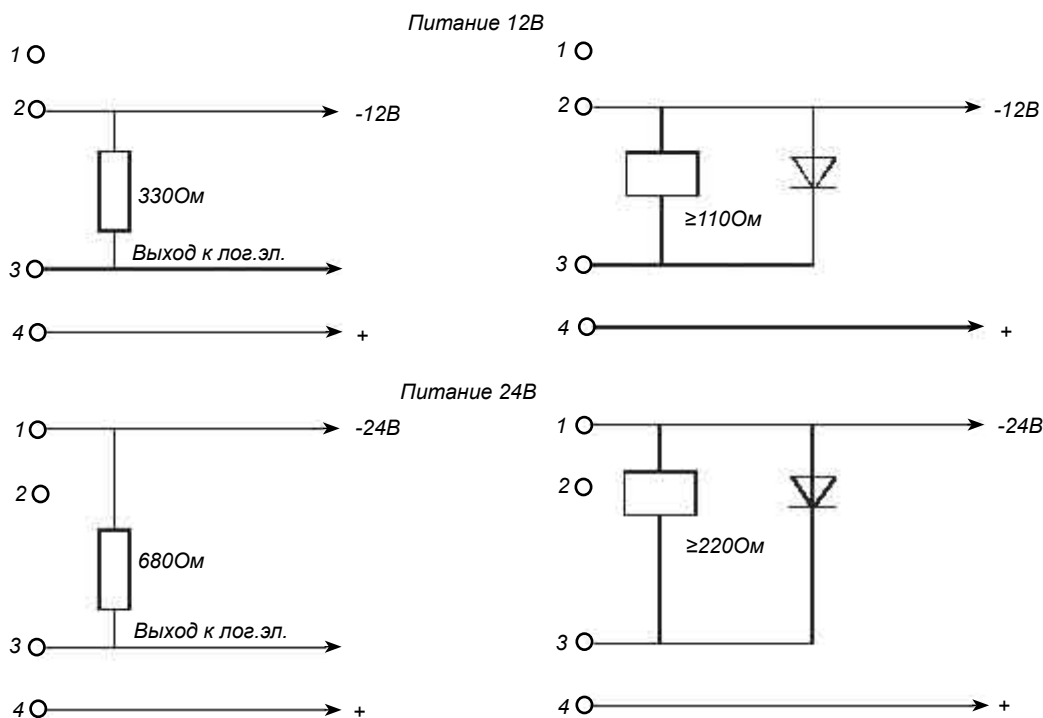 Питание 12В
1
2
-12В
330Ом
Выход к лог.эл.
3
4
+
1
2
-12В
≥110Ом
3
4
+
Питание 24В
1
-24В
2
680Ом
Выход к лог.эл.
3
4
+
1
-24В
2
≥220Ом
3
4
+